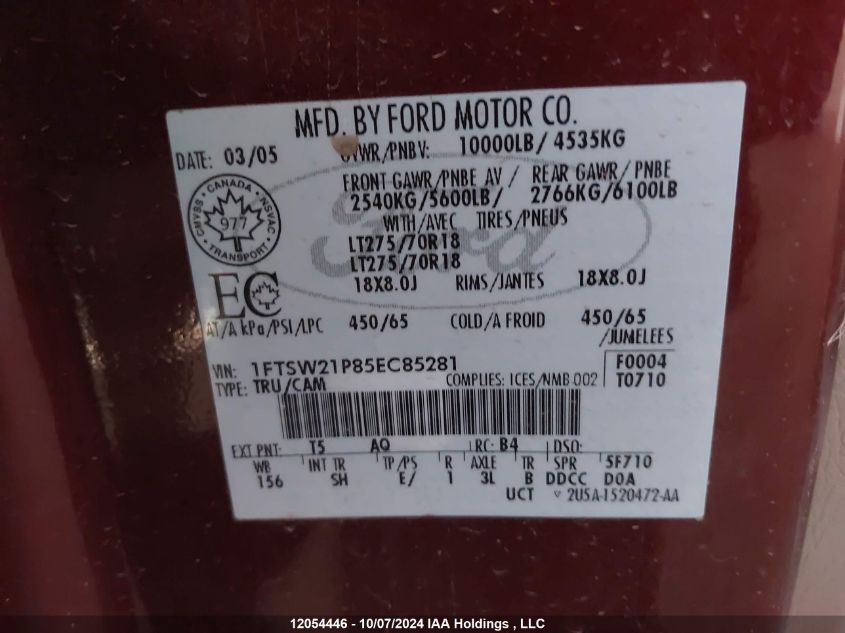 MFD. BY FORD MOTOR CO.
DATE: 03/05
GVWR/PNBV: 10000LB/ 4535KG
FRONT GAWR/PNBE AV / REAR GAWR/ PNBE
2540KG/5600LB/ 2766KG/6100LB
WITH/AVEC TIRES/PNEUS
CANADA
CMVSS NSVAC
977
TRANSPORT
Ford
LT275/70R18
LT275/70R18
18X8.0J RIMS/JANTES 18X8.0J
EC
AT/A kPa/PSI/LPC 450/65 COLD/A FROID 450/65
/JUMELEES
VIN: 1FTSW21P85EC85281 F0004
TYPE: TRU/CAM COMPLIES: ICES/NMB-002 T0710
EXT PNT: T5 AQ RC: B4 DSO:
WB INT TR TP/PS R AXLE TR SPR 5F710
156 SH E/ 1 3L B DDCC DOA
UCT 2U5A-1520472-AA
12054446 - 10/07/2024 IAA Holdings , LLC